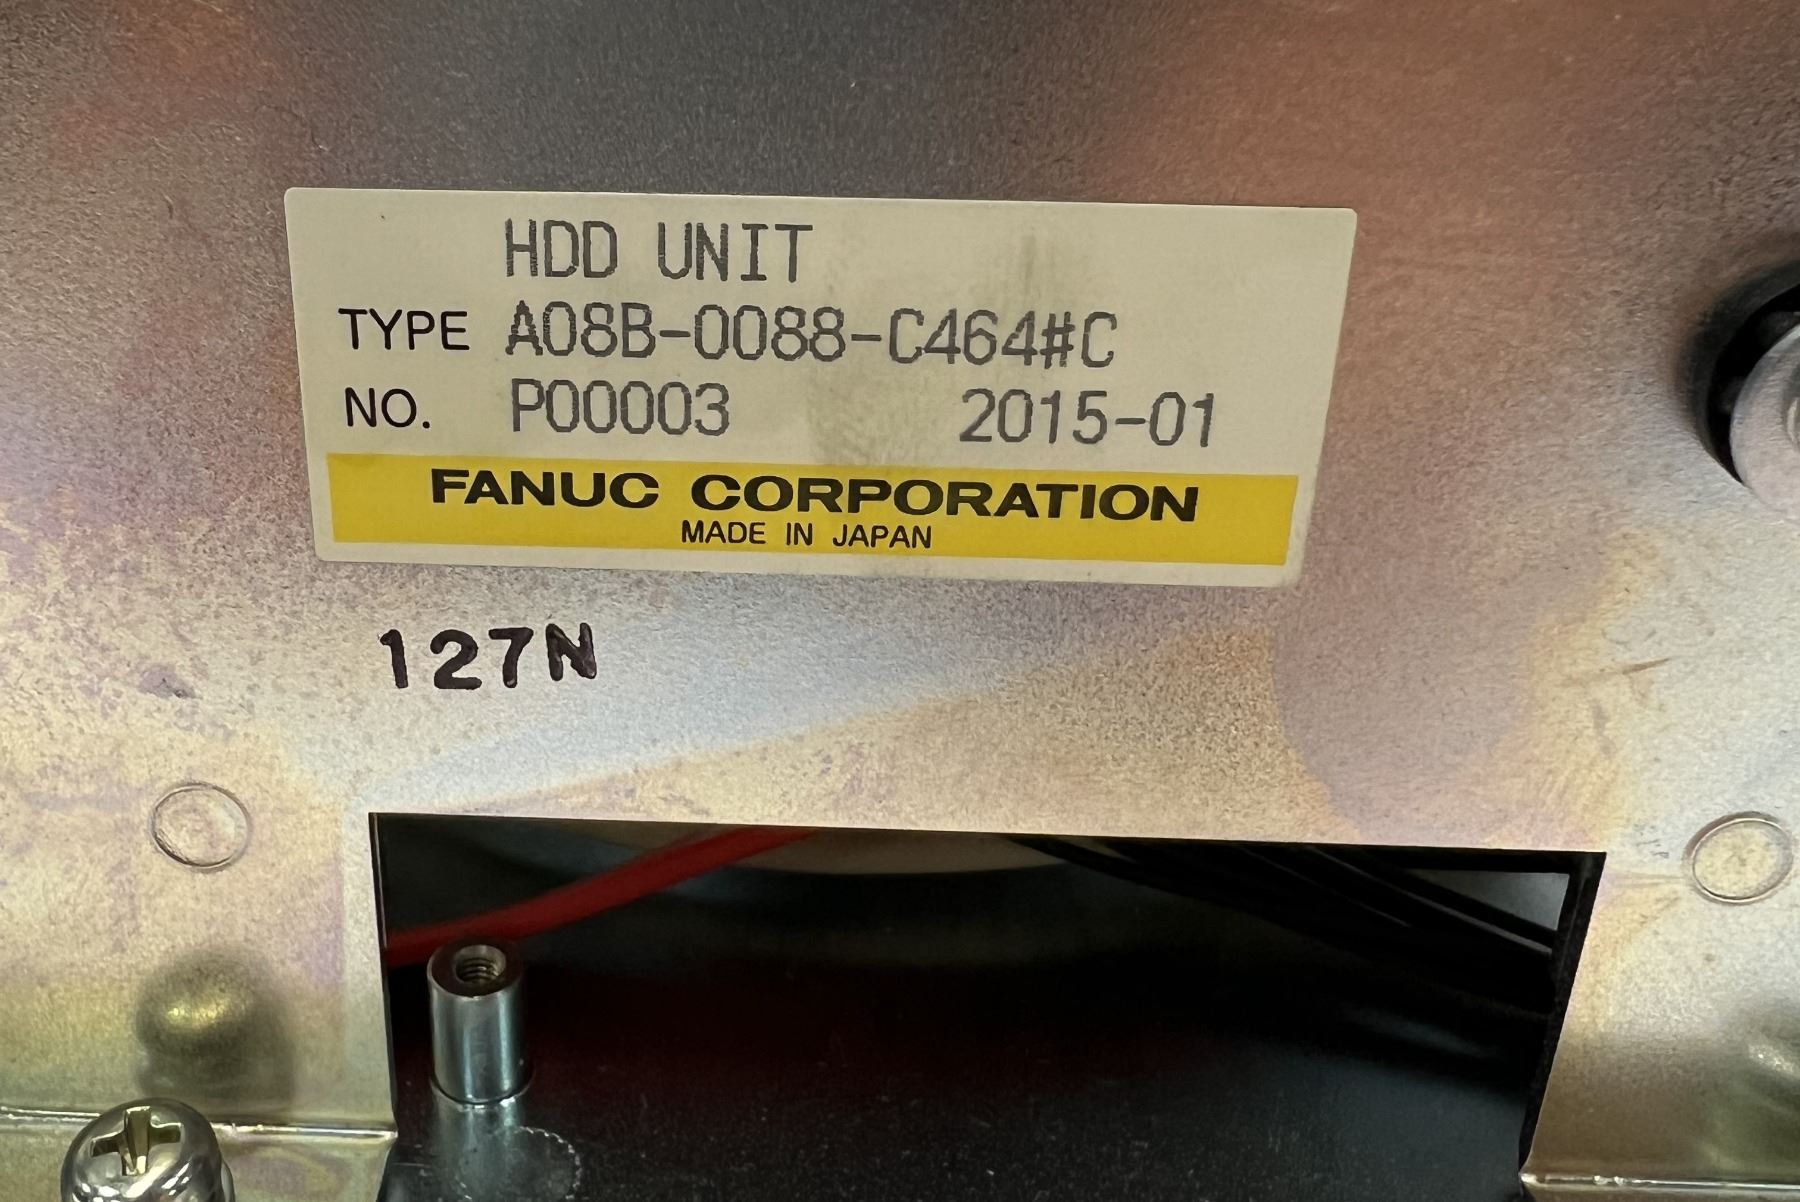 HDD UNIT
TYPE A08B-0088-C464#C
NO. P00003 2015-01
FANUC CORPORATION
MADE IN JAPAN
127N